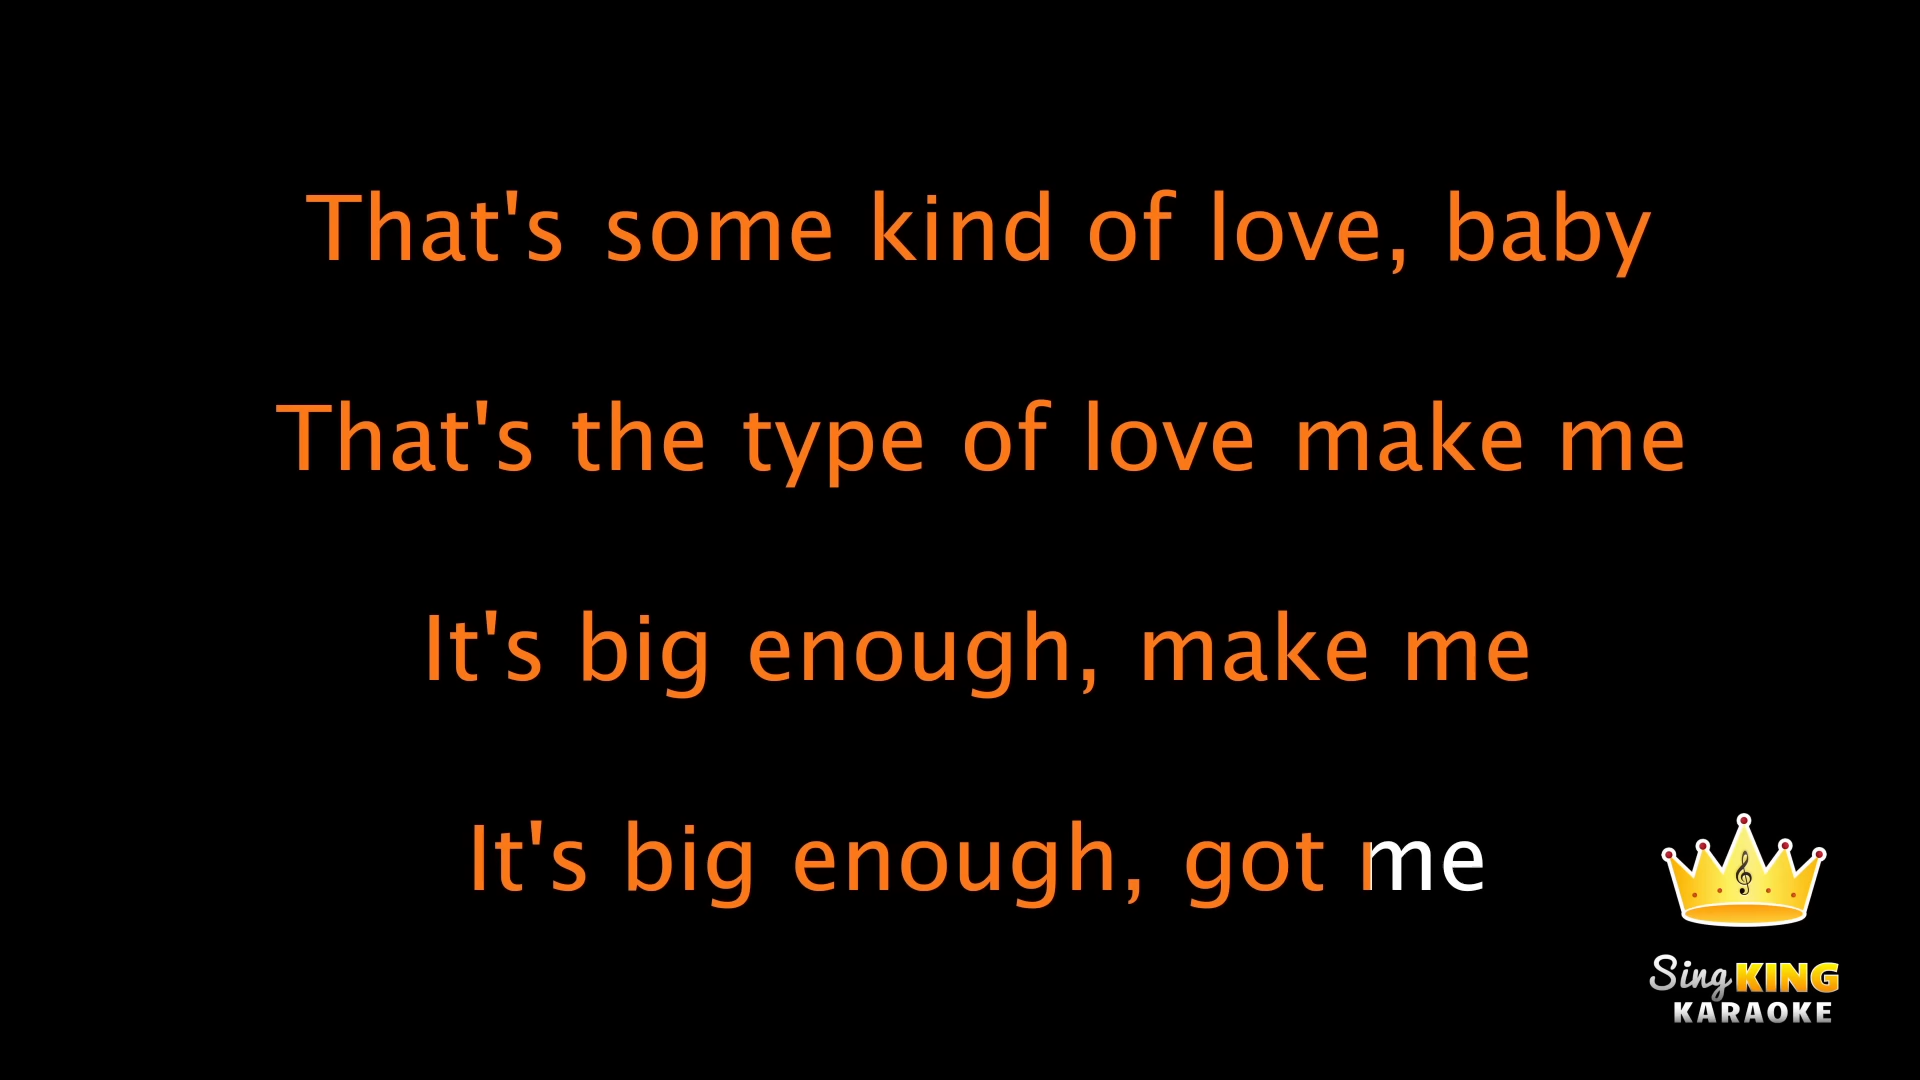 That's some kind of love, baby
That's the type of love make me
It's big enough, make me
It's big enough, got me
Sing KING
KARAOKE